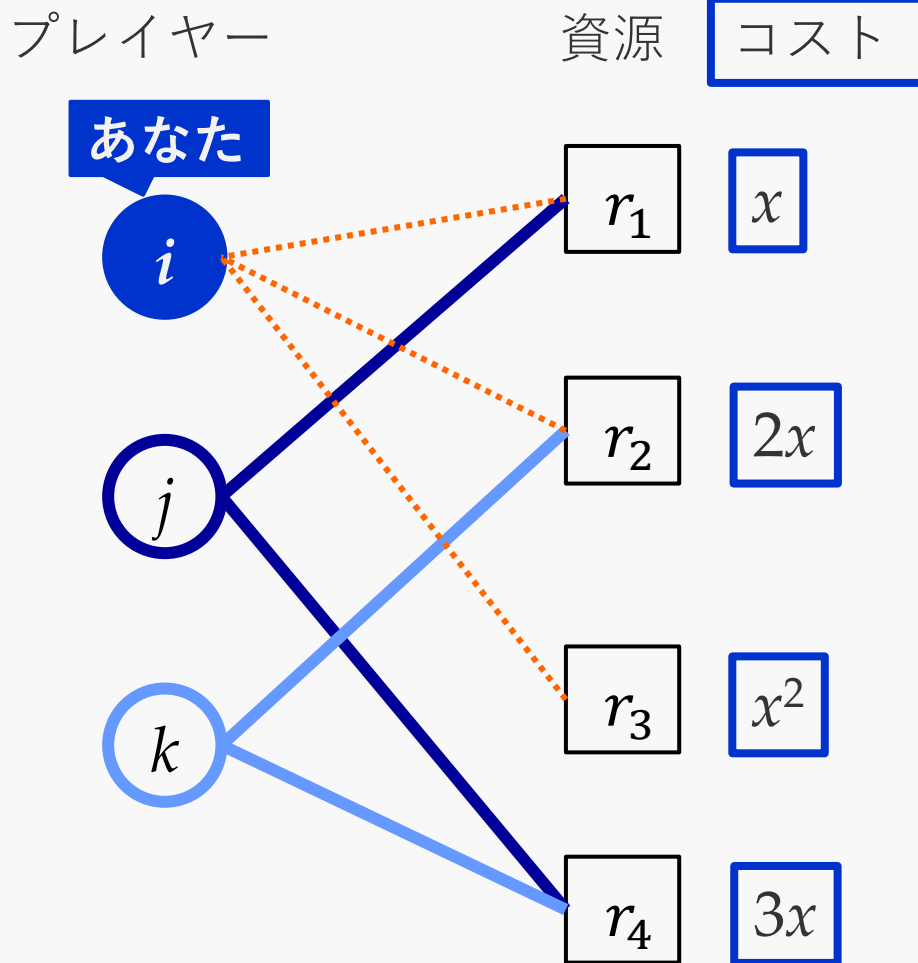 プレイヤー 資源 コスト
あなた
i
r₁ x
r₂ 2x
j
r₃ x²
k
r₄ 3x